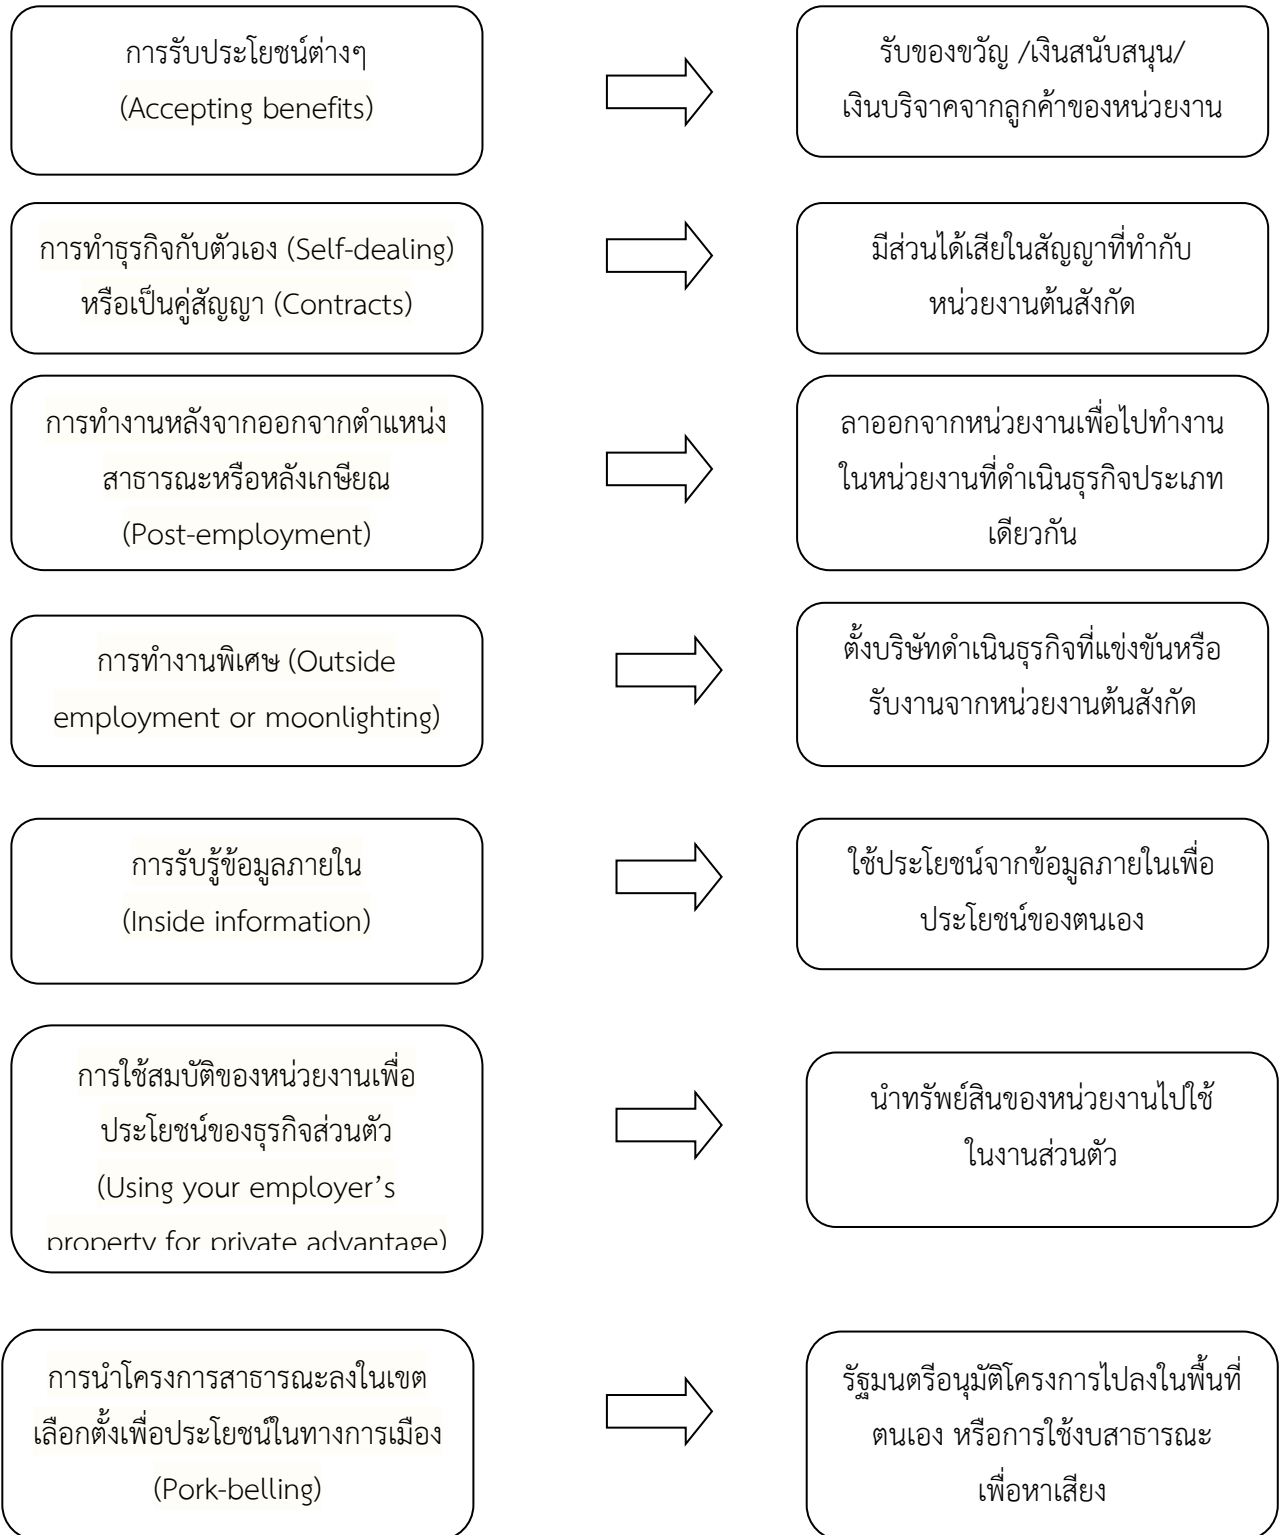 การรับประโยชน์ต่างๆ
(Accepting benefits)
รับของขวัญ /เงินสนับสนุน/
เงินบริจาคจากลูกค้าของหน่วยงาน
การทำธุรกิจกับตัวเอง (Self-dealing)
หรือเป็นคู่สัญญา (Contracts)
มีส่วนได้เสียในสัญญาที่ทำกับ
หน่วยงานต้นสังกัด
การทำงานหลังจากออกจากตำแหน่ง
สาธารณะหรือหลังเกษียณ
(Post-employment)
ลาออกจากหน่วยงานเพื่อไปทำงาน
ในหน่วยงานที่ดำเนินธุรกิจประเภท
เดียวกัน
การทำงานพิเศษ (Outside
employment or moonlighting)
ตั้งบริษัทดำเนินธุรกิจที่แข่งขันหรือ
รับงานจากหน่วยงานต้นสังกัด
การรับรู้ข้อมูลภายใน
(Inside information)
ใช้ประโยชน์จากข้อมูลภายในเพื่อ
ประโยชน์ของตนเอง
การใช้สมบัติของหน่วยงานเพื่อ
ประโยชน์ของธุรกิจส่วนตัว
(Using your employer’s
property for private advantage)
นำทรัพย์สินของหน่วยงานไปใช้
ในงานส่วนตัว
การนำโครงการสาธารณะลงในเขต
เลือกตั้งเพื่อประโยชน์ในทางการเมือง
(Pork-belling)
รัฐมนตรีอนุมัติโครงการไปลงในพื้นที่
ตนเอง หรือการใช้งบสาธารณะ
เพื่อหาเสียง